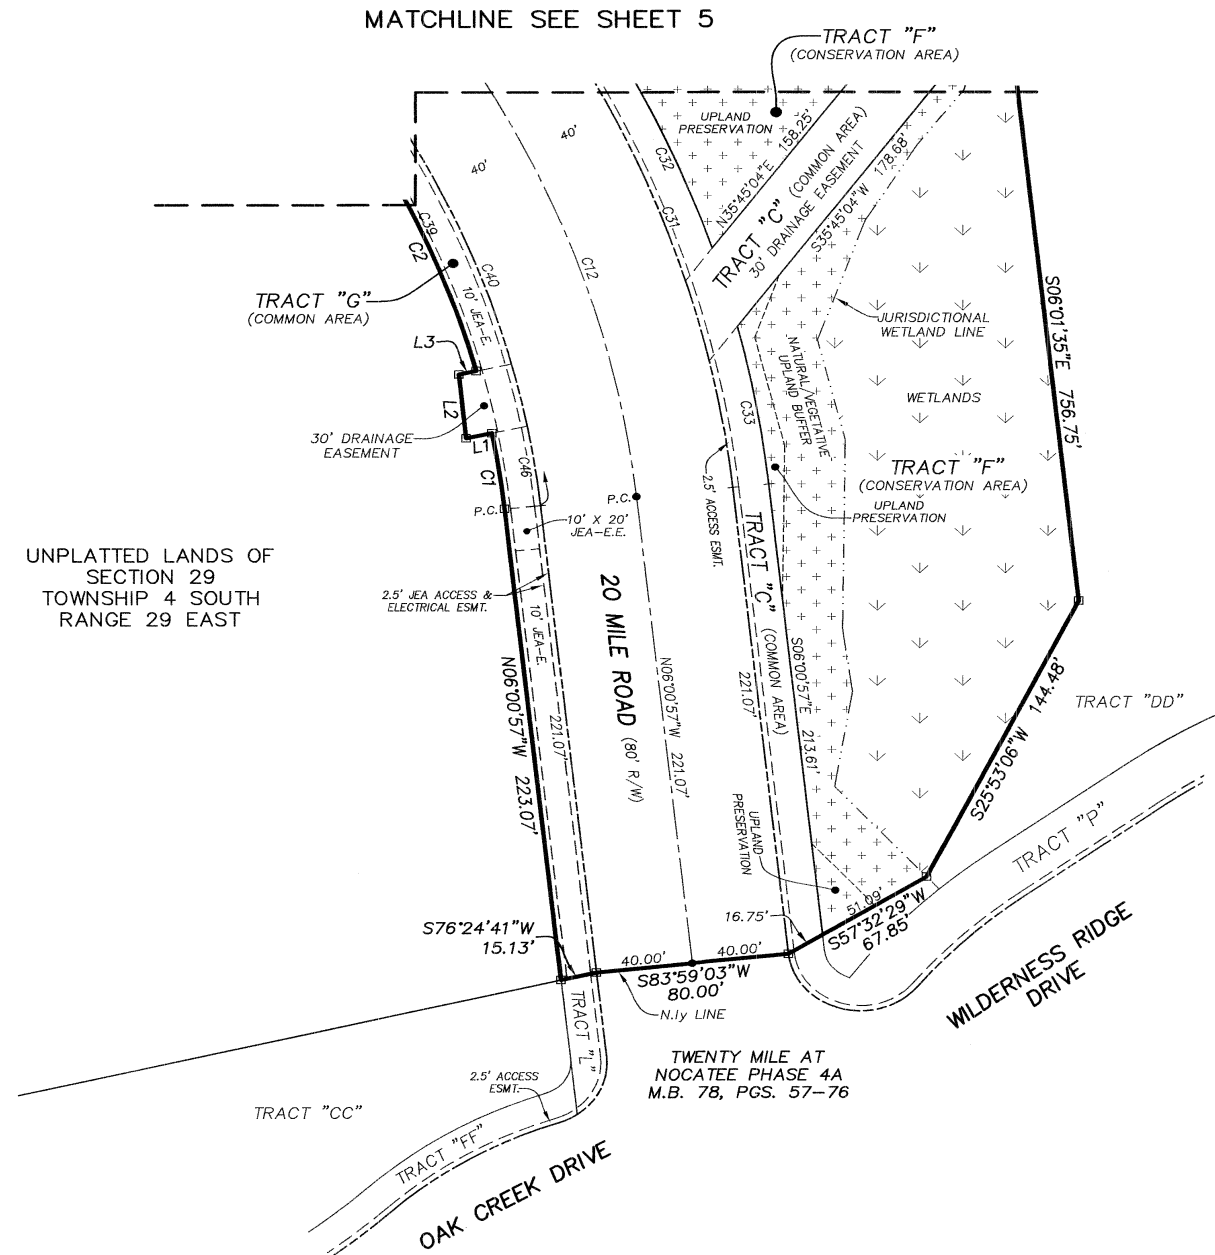 MATCHLINE SEE SHEET 5
TRACT "F"
(CONSERVATION AREA)
UPLAND
PRESERVATION
40'
40'
C32
N35°45'04"E 158.25'
TRACT "C" (COMMON AREA)
30' DRAINAGE EASEMENT
S35°45'04"W 178.68'
C39
C2
C40
C12
C31
10' JEA-E.
TRACT "G"
(COMMON AREA)
L3
L2
L1
30' DRAINAGE
EASEMENT
C1
C46
P.C.
P.C.
10' X 20'
JEA-E.E.
JURISDICTIONAL
WETLAND LINE
NATURAL/VEGETATIVE
UPLAND BUFFER
WETLANDS
S06°01'35"E 756.75'
C33
2.5' ACCESS ESMT.
TRACT "F"
(CONSERVATION AREA)
UPLAND
PRESERVATION
UNPLATTED LANDS OF
SECTION 29
TOWNSHIP 4 SOUTH
RANGE 29 EAST
2.5' JEA ACCESS &
ELECTRICAL ESMT.
10' JEA-E.
20 MILE ROAD (80' R/W)
TRACT "C" (COMMON AREA)
N06°00'57"W 223.07'
221.07'
N06°00'57"W 221.07'
221.07'
S06°00'57"E 213.61'
S25°53'06"W 144.48'
TRACT "DD"
TRACT "P"
UPLAND
PRESERVATION
16.75'
51.09'
S57°32'29"W
67.85'
S76°24'41"W
15.13'
40.00'
40.00'
S83°59'03"W
80.00'
N.ly LINE
WILDERNESS RIDGE
DRIVE
TRACT "L"
TWENTY MILE AT
NOCATEE PHASE 4A
M.B. 78, PGS. 57-76
2.5' ACCESS
ESMT.
TRACT "CC"
TRACT "FF"
OAK CREEK DRIVE